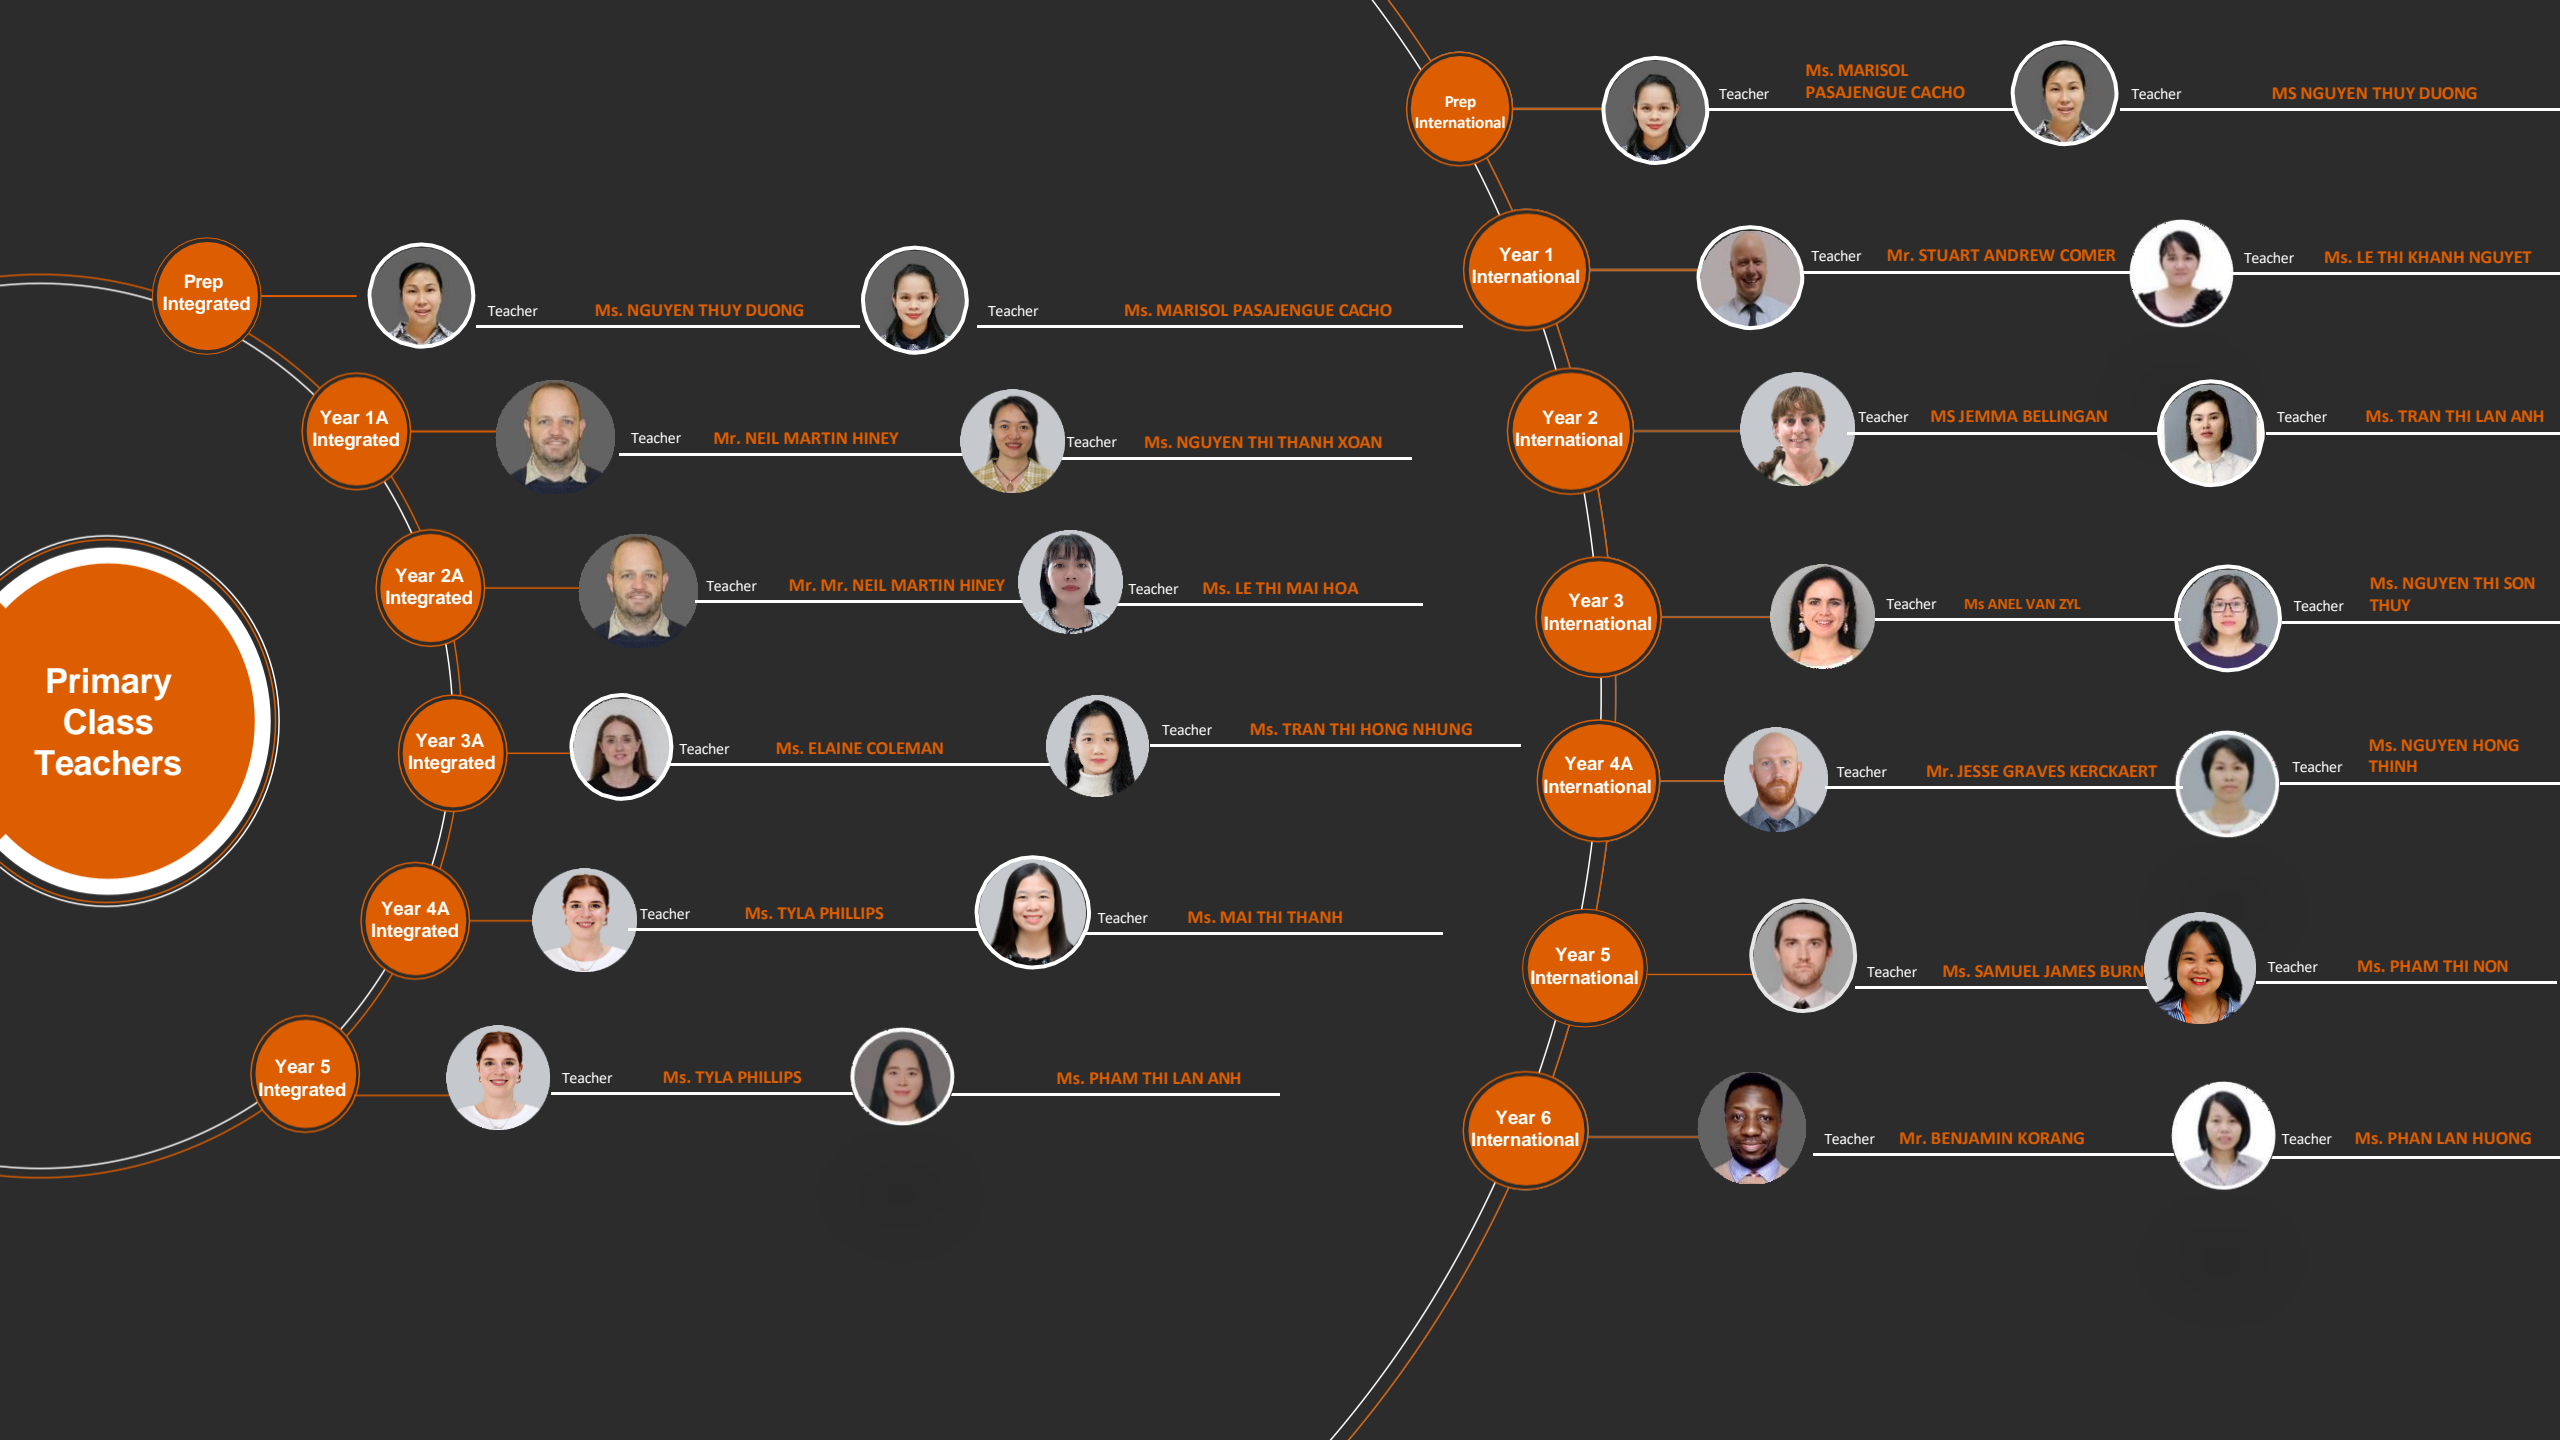 Primary
Class
Teachers
Prep
Integrated
Teacher
Ms. NGUYEN THUY DUONG
Teacher
Ms. MARISOL PASAJENGUE CACHO
Year 1A
Integrated
Teacher
Mr. NEIL MARTIN HINEY
Teacher
Ms. NGUYEN THI THANH XOAN
Year 2A
Integrated
Teacher
Mr. Mr. NEIL MARTIN HINEY
Teacher
Ms. LE THI MAI HOA
Year 3A
Integrated
Teacher
Ms. ELAINE COLEMAN
Teacher
Ms. TRAN THI HONG NHUNG
Year 4A
Integrated
Teacher
Ms. TYLA PHILLIPS
Teacher
Ms. MAI THI THANH
Year 5
Integrated
Teacher
Ms. TYLA PHILLIPS
Ms. PHAM THI LAN ANH
Prep
International
Teacher
Ms. MARISOL
PASAJENGUE CACHO
Teacher
MS NGUYEN THUY DUONG
Year 1
International
Teacher
Mr. STUART ANDREW COMER
Teacher
Ms. LE THI KHANH NGUYET
Year 2
International
Teacher
MS JEMMA BELLINGAN
Teacher
Ms. TRAN THI LAN ANH
Year 3
International
Teacher
Ms ANEL VAN ZYL
Teacher
Ms. NGUYEN THI SON
THUY
Year 4A
International
Teacher
Mr. JESSE GRAVES KERCKAERT
Teacher
Ms. NGUYEN HONG
THINH
Year 5
International
Teacher
Ms. SAMUEL JAMES BURN
Teacher
Ms. PHAM THI NON
Year 6
International
Teacher
Mr. BENJAMIN KORANG
Teacher
Ms. PHAN LAN HUONG